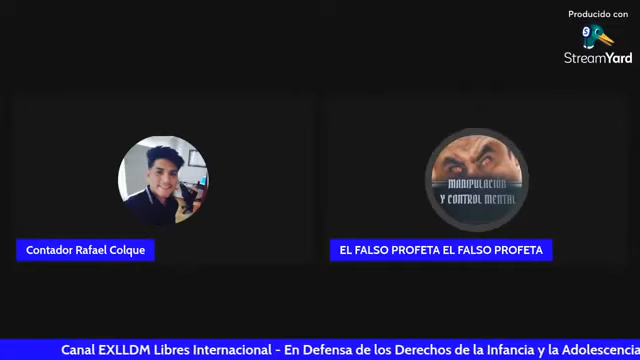 Producido con
StreamYard
MANIPULACIÓN
Y CONTROL MENTAL
Contador Rafael Colque
EL FALSO PROFETA EL FALSO PROFETA
Canal EXLLDM Libres Internacional - En Defensa de los Derechos de la Infancia y la Adolescencia